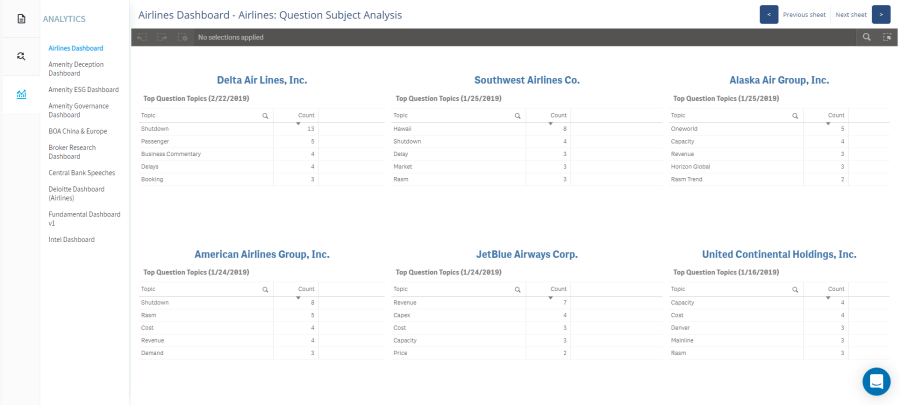 ANALYTICS
Airlines Dashboard
Amenity Deception
Dashboard
Amenity ESG Dashboard
Amenity Governance
Dashboard
BOA China & Europe
Broker Research
Dashboard
Central Bank Speeches
Deloitte Dashboard
(Airlines)
Fundamental Dashboard
v1
Intel Dashboard
Airlines Dashboard - Airlines: Question Subject Analysis
< Previous sheet Next sheet >
No selections applied
Delta Air Lines, Inc.
Top Question Topics (2/22/2019)
Topic Count
Shutdown 13
Passenger 5
Business Commentary 4
Delays 4
Booking 3
Southwest Airlines Co.
Top Question Topics (1/25/2019)
Topic Count
Hawaii 8
Shutdown 4
Delay 3
Market 3
Rasm 3
Alaska Air Group, Inc.
Top Question Topics (1/25/2019)
Topic Count
Oneworld 5
Capacity 4
Revenue 3
Horizon Global 3
Rasm Trend 2
American Airlines Group, Inc.
Top Question Topics (1/24/2019)
Topic Count
Shutdown 8
Rasm 5
Cost 4
Revenue 4
Demand 3
JetBlue Airways Corp.
Top Question Topics (1/24/2019)
Topic Count
Revenue 7
Capex 4
Cost 3
Capacity 3
Price 2
United Continental Holdings, Inc.
Top Question Topics (1/16/2019)
Topic Count
Capacity 4
Cost 4
Denver 3
Mainline 3
Rasm 3